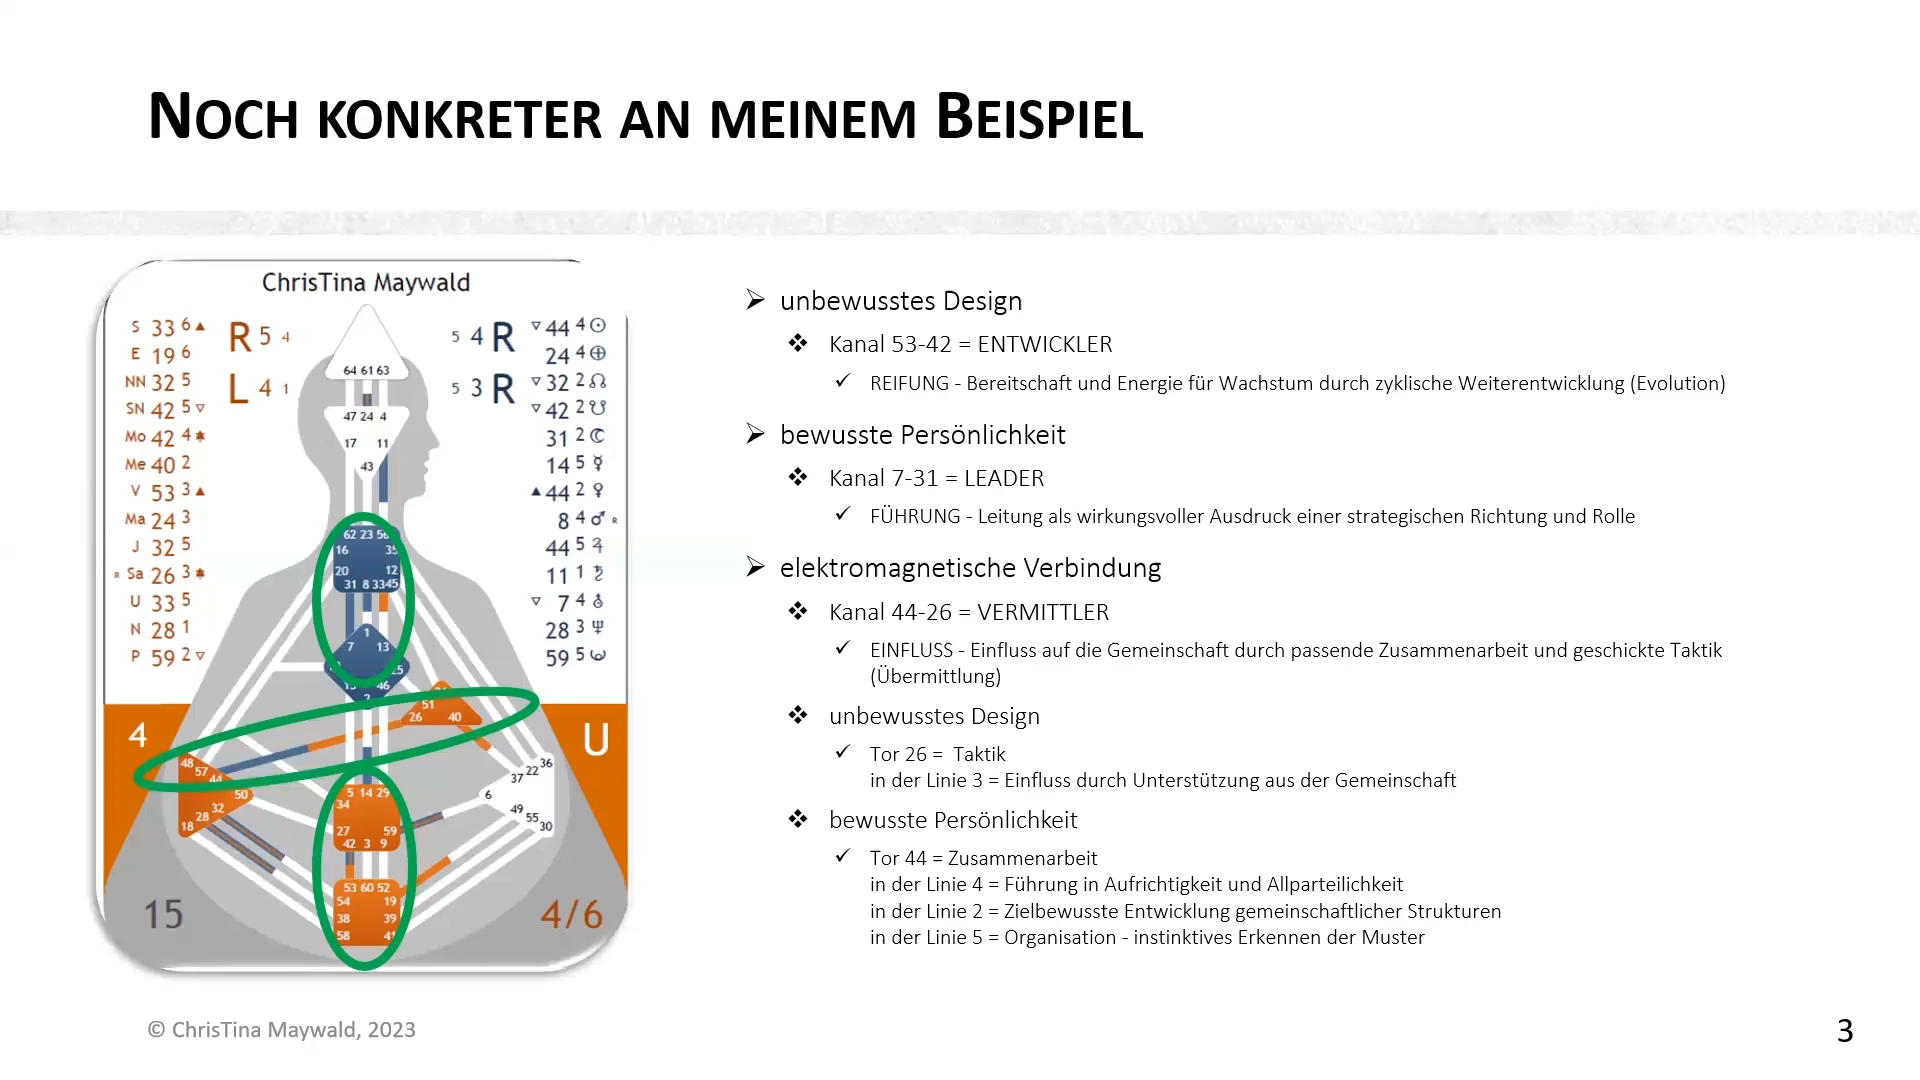 NOCH KONKRETER AN MEINEM BEISPIEL
ChrisTina Maywald
S 33 6 ▲
E 19 6
NN 32 5
SN 42 5 ▽
Mo 42 4
Me 40 2
V 53 3 ▲
Ma 24 3
J 32 5
R Sa 26 3
U 33 5
N 28 1
P 59 2 ▽
R 5 4
L 4 1
5 4 R
5 3 R
▽ 44 4 ☉
24 4 ⊕
▽ 32 2 ☊
▽ 42 2 ☋
31 2 ☾
14 5 ☿
▲ 44 2 ♀
8 4 ♂ R
44 5 ♃
11 1 ♄
▽ 7 4
28 3 ♆
59 5
64 61 63
47 24 4
17 11
43
62 23 56
16 35
20 12
31 8 33 45
1
7 13
25
15 46
2
51
26 40
48
57
44
50
32
28
18
5 14 29
34
27 59
42 3 9
36
22
37
6
49
55
30
53 60 52
54 19
38 39
58 41
4
U
15
4/6
➢ unbewusstes Design
❖ Kanal 53-42 = ENTWICKLER
✓ REIFUNG - Bereitschaft und Energie für Wachstum durch zyklische Weiterentwicklung (Evolution)
➢ bewusste Persönlichkeit
❖ Kanal 7-31 = LEADER
✓ FÜHRUNG - Leitung als wirkungsvoller Ausdruck einer strategischen Richtung und Rolle
➢ elektromagnetische Verbindung
❖ Kanal 44-26 = VERMITTLER
✓ EINFLUSS - Einfluss auf die Gemeinschaft durch passende Zusammenarbeit und geschickte Taktik
(Übermittlung)
❖ unbewusstes Design
✓ Tor 26 = Taktik
in der Linie 3 = Einfluss durch Unterstützung aus der Gemeinschaft
❖ bewusste Persönlichkeit
✓ Tor 44 = Zusammenarbeit
in der Linie 4 = Führung in Aufrichtigkeit und Allparteilichkeit
in der Linie 2 = Zielbewusste Entwicklung gemeinschaftlicher Strukturen
in der Linie 5 = Organisation - instinktives Erkennen der Muster
© ChrisTina Maywald, 2023
3